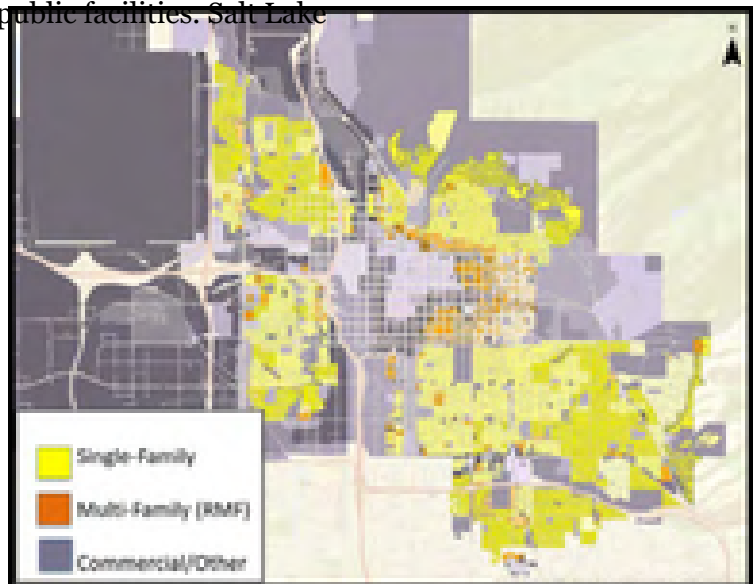 public facilities. Salt Lake
Single-Family
Multi-Family (RMF)
Commercial/Other